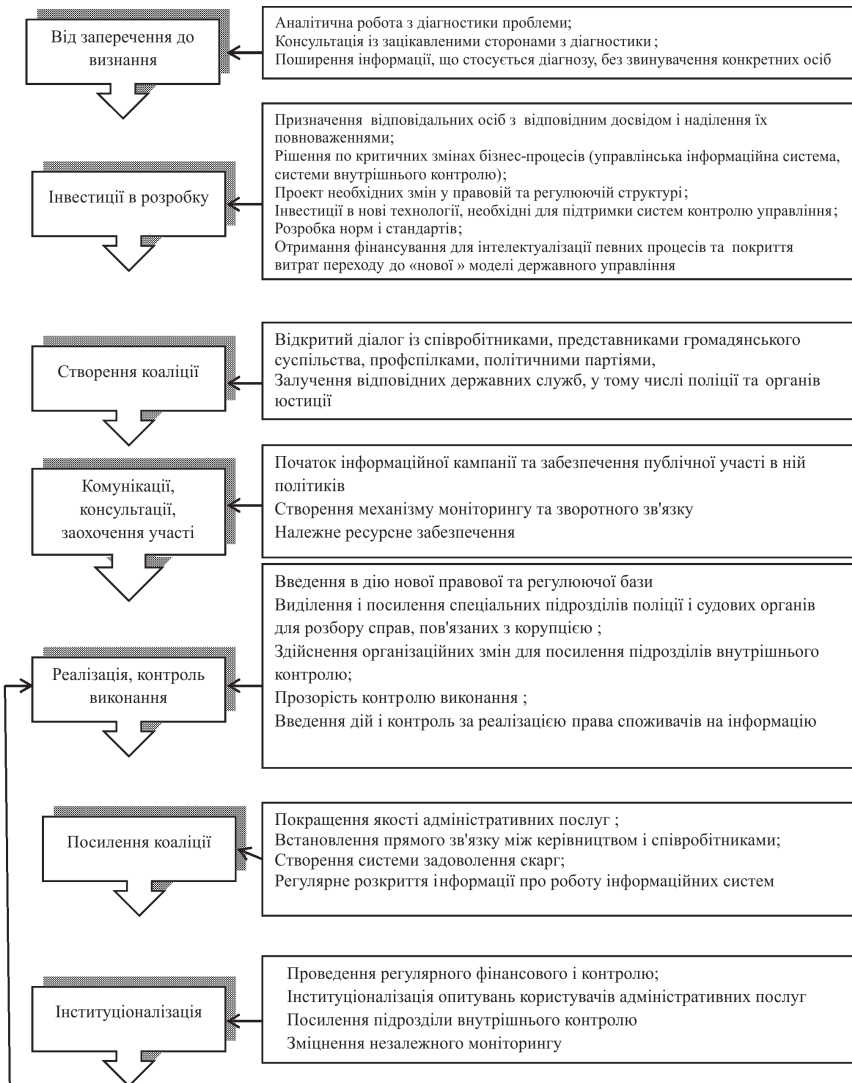 Від заперечення до
визнання
Аналітична робота з діагностики проблеми;
Консультація із зацікавленими сторонами з діагностики;
Поширення інформації, що стосується діагнозу, без звинувачення конкретних осіб
Інвестиції в розробку
Призначення відповідальних осіб з відповідним досвідом і наділення їх
повноваженнями;
Рішення по критичних змінах бізнес-процесів (управлінська інформаційна система,
системи внутрішнього контролю);
Проект необхідних змін у правовій та регулюючій структурі;
Інвестиції в нові технології, необхідні для підтримки систем контролю управління;
Розробка норм і стандартів;
Отримання фінансування для інтелектуалізації певних процесів та покриття
витрат переходу до «нової » моделі державного управління
Створення коаліції
Відкритий діалог із співробітниками, представниками громадянського
суспільства, профспілками, політичними партіями,
Залучення відповідних державних служб, у тому числі поліції та органів
юстиції
Комунікації,
консультації,
заохочення участі
Початок інформаційної кампанії та забезпечення публічної участі в ній
політиків
Створення механізму моніторингу та зворотного зв'язку
Належне ресурсне забезпечення
Реалізація, контроль
виконання
Введення в дію нової правової та регулюючої бази
Виділення і посилення спеціальних підрозділів поліції і судових органів
для розбору справ, пов'язаних з корупцією ;
Здійснення організаційних змін для посилення підрозділів внутрішнього
контролю;
Прозорість контролю виконання ;
Введення дій і контроль за реалізацією права споживачів на інформацію
Посилення коаліції
Покращення якості адміністративних послуг ;
Встановлення прямого зв'язку між керівництвом і співробітниками;
Створення системи задоволення скарг;
Регулярне розкриття інформації про роботу інформаційних систем
Інституціоналізація
Проведення регулярного фінансового і контролю;
Інституціоналізація опитувань користувачів адміністративних послуг
Посилення підрозділи внутрішнього контролю
Зміцнення незалежного моніторингу